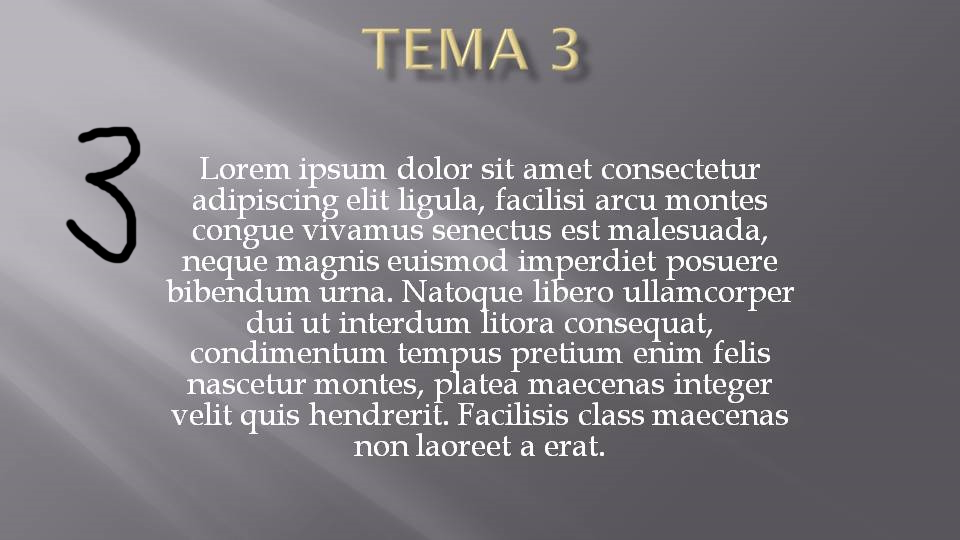 TEMA 3
3
Lorem ipsum dolor sit amet consectetur
adipiscing elit ligula, facilisi arcu montes
congue vivamus senectus est malesuada,
neque magnis euismod imperdiet posuere
bibendum urna. Natoque libero ullamcorper
dui ut interdum litora consequat,
condimentum tempus pretium enim felis
nascetur montes, platea maecenas integer
velit quis hendrerit. Facilisis class maecenas
non laoreet a erat.